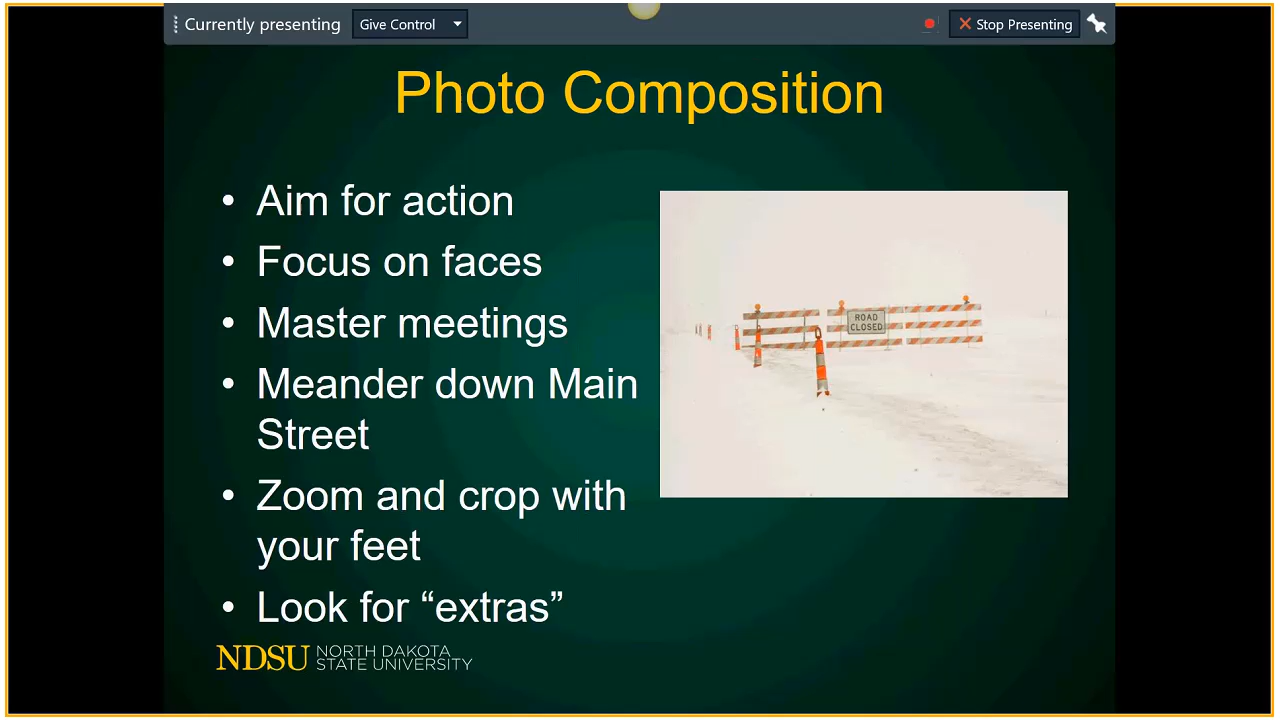 Currently presenting
Give Control
Stop Presenting
Photo Composition
• Aim for action
• Focus on faces
• Master meetings
• Meander down Main
Street
• Zoom and crop with
your feet
• Look for “extras”
ROAD
CLOSED
NDSU NORTH DAKOTA
STATE UNIVERSITY